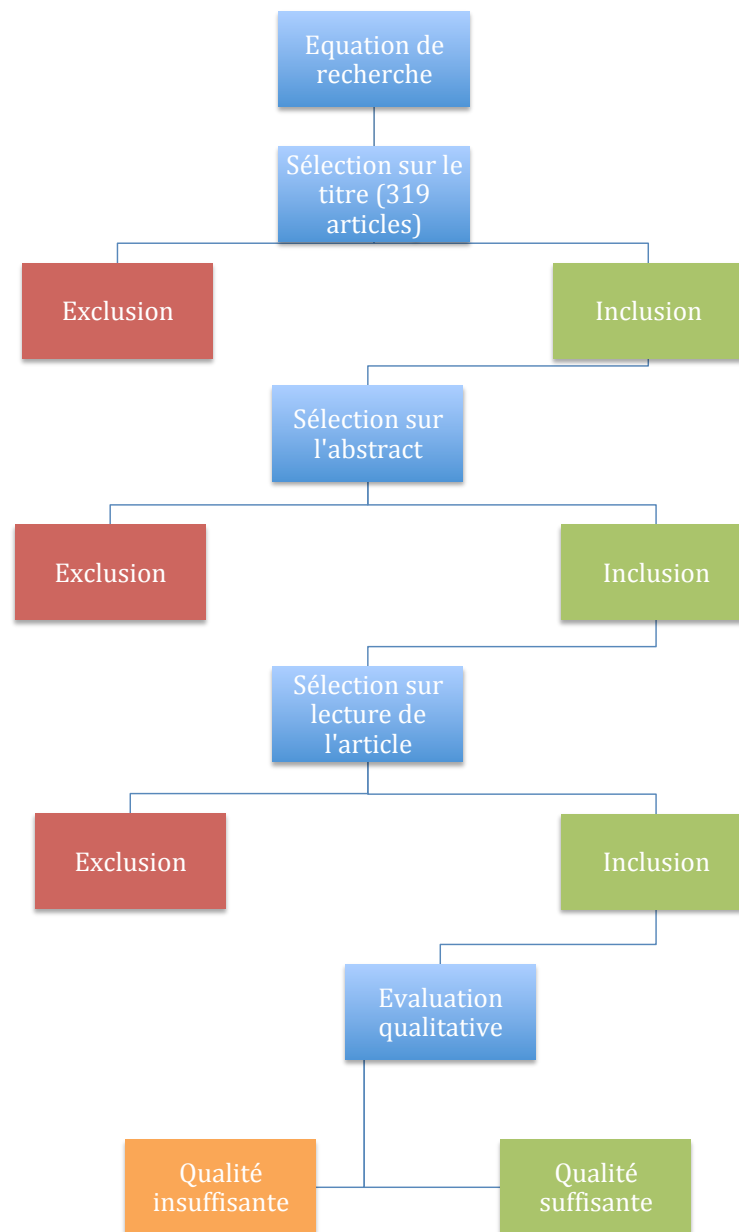 Equation de
recherche
Sélection sur le
titre (319
articles)
Exclusion
Inclusion
Sélection sur
l'abstract
Exclusion
Inclusion
Sélection sur
lecture de
l'article
Exclusion
Inclusion
Evaluation
qualitative
Qualité
insuffisante
Qualité
suffisante